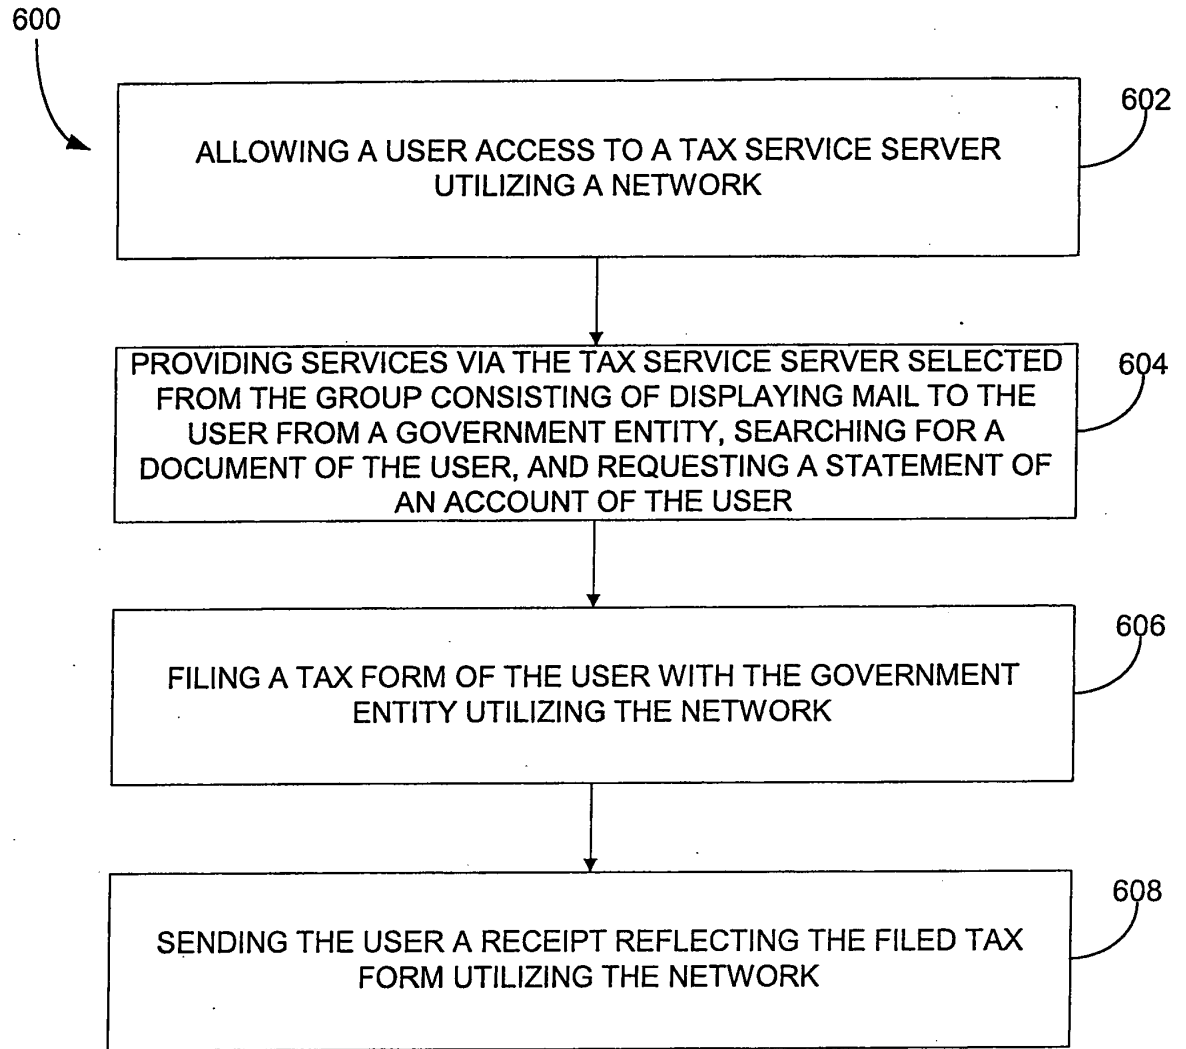 600
602
ALLOWING A USER ACCESS TO A TAX SERVICE SERVER
UTILIZING A NETWORK
604
PROVIDING SERVICES VIA THE TAX SERVICE SERVER SELECTED
FROM THE GROUP CONSISTING OF DISPLAYING MAIL TO THE
USER FROM A GOVERNMENT ENTITY, SEARCHING FOR A
DOCUMENT OF THE USER, AND REQUESTING A STATEMENT OF
AN ACCOUNT OF THE USER
606
FILING A TAX FORM OF THE USER WITH THE GOVERNMENT
ENTITY UTILIZING THE NETWORK
608
SENDING THE USER A RECEIPT REFLECTING THE FILED TAX
FORM UTILIZING THE NETWORK